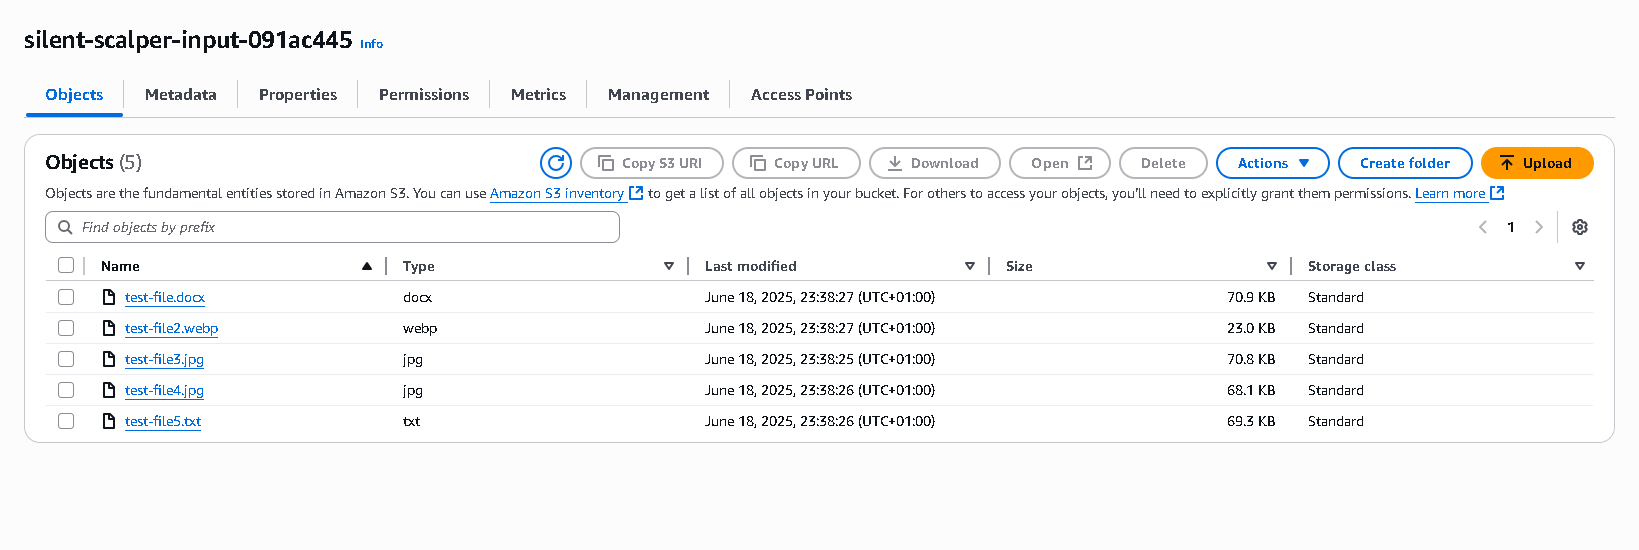 silent-scalper-input-091ac445 Info
Objects Metadata Properties Permissions Metrics Management Access Points
Objects (5) Copy S3 URI Copy URL Download Open Delete Actions Create folder Upload
Objects are the fundamental entities stored in Amazon S3. You can use Amazon S3 inventory to get a list of all objects in your bucket. For others to access your objects, you'll need to explicitly grant them permissions. Learn more
Find objects by prefix 1
Name Type Last modified Size Storage class
test-file.docx docx June 18, 2025, 23:38:27 (UTC+01:00) 70.9 KB Standard
test-file2.webp webp June 18, 2025, 23:38:27 (UTC+01:00) 23.0 KB Standard
test-file3.jpg jpg June 18, 2025, 23:38:25 (UTC+01:00) 70.8 KB Standard
test-file4.jpg jpg June 18, 2025, 23:38:26 (UTC+01:00) 68.1 KB Standard
test-file5.txt txt June 18, 2025, 23:38:26 (UTC+01:00) 69.3 KB Standard